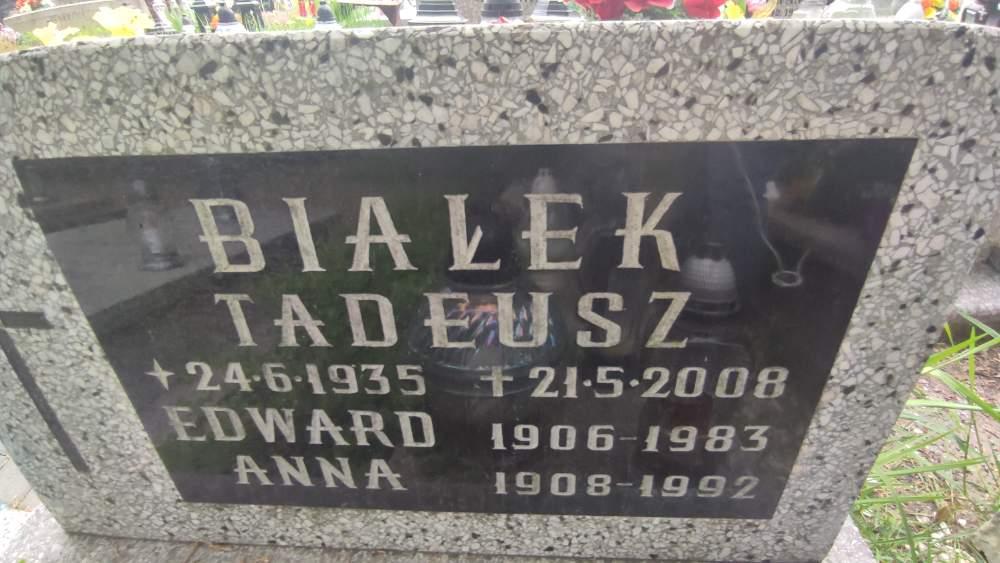 BIAŁEK
TADEUSZ
✦24·6·1935 ✝21·5·2008
EDWARD 1906-1983
ANNA 1908-1992